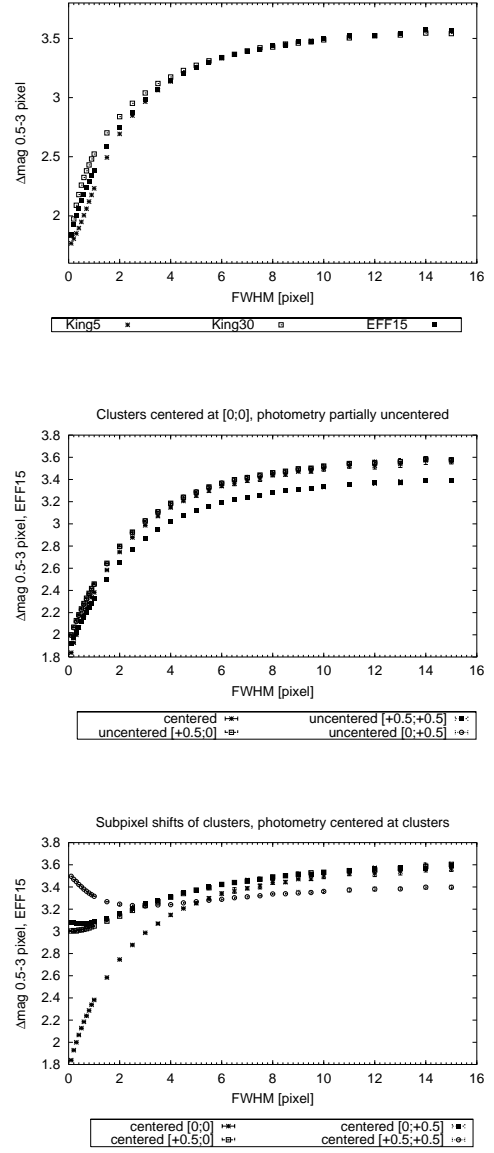 3.5
3
2.5
2
Δmag 0.5-3 pixel
0 2 4 6 8 10 12 14 16
FWHM [pixel]
King5 King30 EFF15
Clusters centered at [0;0], photometry partially uncentered
3.8
3.6
3.4
3.2
3
2.8
2.6
2.4
2.2
2
1.8
Δmag 0.5-3 pixel, EFF15
0 2 4 6 8 10 12 14 16
FWHM [pixel]
centered uncentered [+0.5;+0.5]
uncentered [+0.5;0] uncentered [0;+0.5]
Subpixel shifts of clusters, photometry centered at clusters
3.8
3.6
3.4
3.2
3
2.8
2.6
2.4
2.2
2
1.8
Δmag 0.5-3 pixel, EFF15
0 2 4 6 8 10 12 14 16
FWHM [pixel]
centered [0;0] centered [0;+0.5]
centered [+0.5;0] centered [+0.5;+0.5]